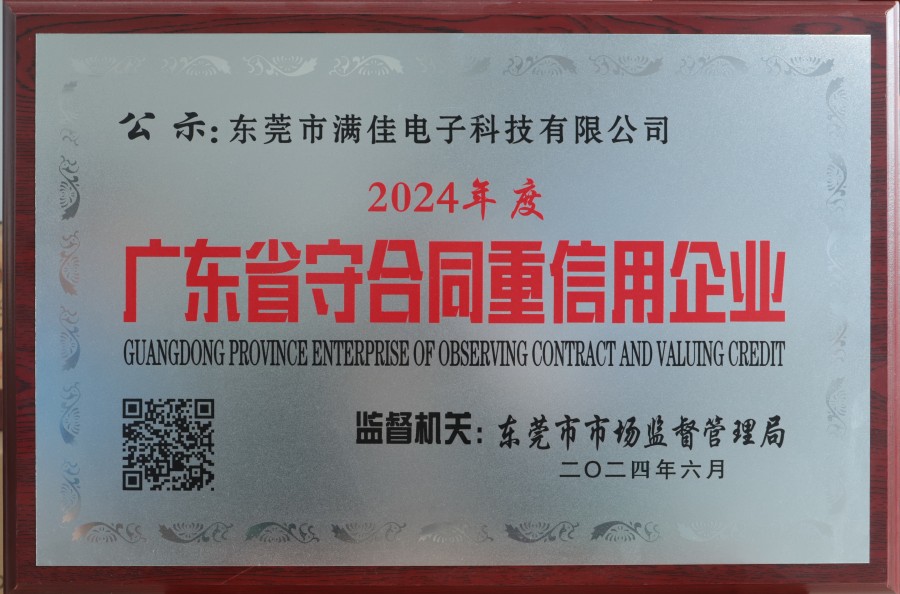 公示：东莞市满佳电子科技有限公司
2024年度
广东省守合同重信用企业
GUANGDONG PROVINCE ENTERPRISE OF OBSERVING CONTRACT AND VALUING CREDIT
监督机关：东莞市市场监督管理局
二〇二四年六月